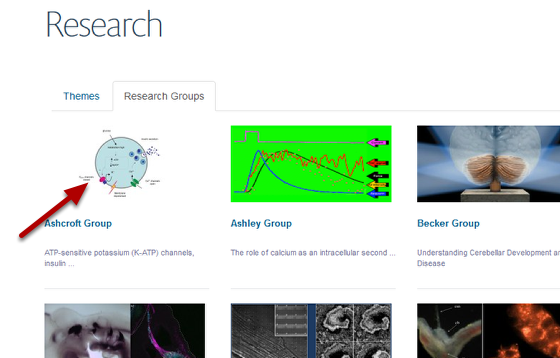 Research
Themes
Research Groups
Ashcroft Group
Ashley Group
Becker Group
ATP-sensitive potassium (K-ATP) channels,
insulin ...
The role of calcium as an intracellular second ...
Understanding Cerebellar Development a
Disease